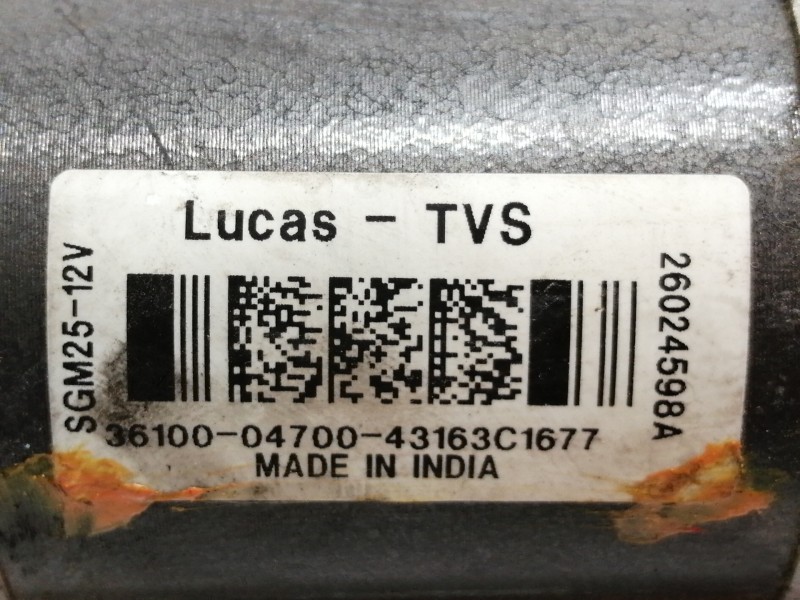 Lucas - TVS
SGM25-12V
26024598A
36100-04700-43163C1677
MADE IN INDIA